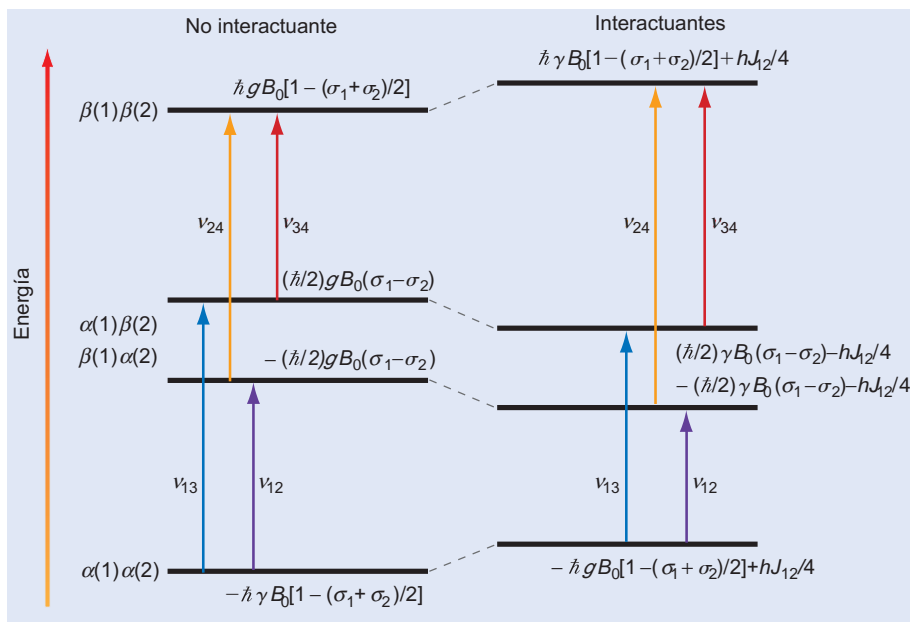 No interactuante
Interactuantes
ℏgB₀[1 − (σ₁+σ₂)/2]
ℏγB₀[1−(σ₁+σ₂)/2]+hJ₁₂/4
β(1)β(2)
ν₂₄
ν₃₄
ν₂₄
ν₃₄
Energía
(ℏ/2)gB₀(σ₁−σ₂)
α(1)β(2)
β(1)α(2)
−(ℏ/2)gB₀(σ₁−σ₂)
(ℏ/2)γB₀(σ₁−σ₂)−hJ₁₂/4
−(ℏ/2)γB₀(σ₁−σ₂)−hJ₁₂/4
ν₁₃
ν₁₂
ν₁₃
ν₁₂
α(1)α(2)
−ℏγB₀[1−(σ₁+σ₂)/2]
−ℏgB₀[1−(σ₁+σ₂)/2]+hJ₁₂/4